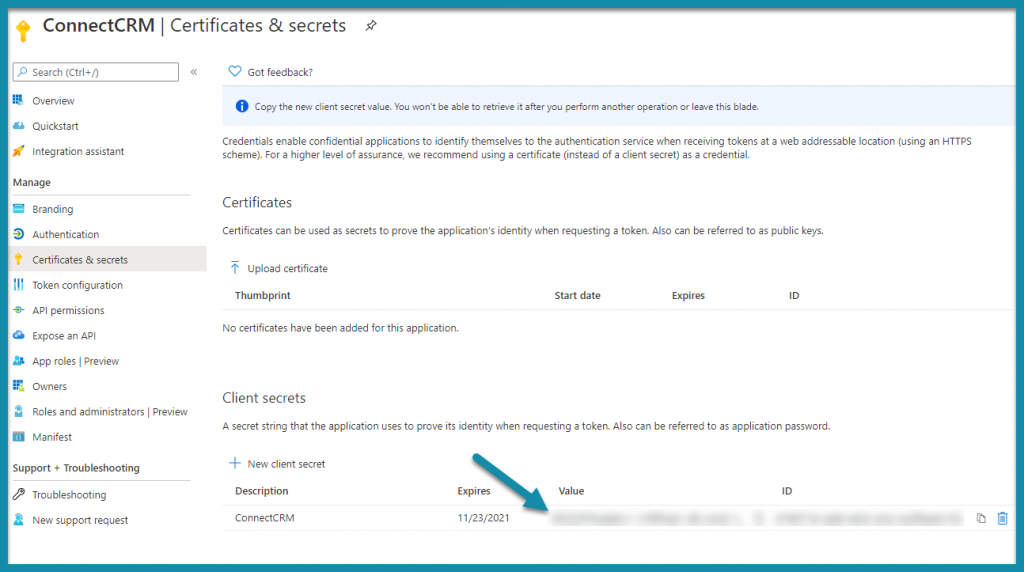 ConnectCRM | Certificates & secrets
Search (Ctrl+/)
«
Overview
Quickstart
Integration assistant
Manage
Branding
Authentication
Certificates & secrets
Token configuration
API permissions
Expose an API
App roles | Preview
Owners
Roles and administrators | Preview
Manifest
Support + Troubleshooting
Troubleshooting
New support request
Got feedback?
Copy the new client secret value. You won't be able to retrieve it after you perform another operation or leave this blade.
Credentials enable confidential applications to identify themselves to the authentication service when receiving tokens at a web addressable location (using an HTTPS
scheme). For a higher level of assurance, we recommend using a certificate (instead of a client secret) as a credential.
Certificates
Certificates can be used as secrets to prove the application's identity when requesting a token. Also can be referred to as public keys.
Upload certificate
Thumbprint Start date Expires ID
No certificates have been added for this application.
Client secrets
A secret string that the application uses to prove its identity when requesting a token. Also can be referred to as application password.
New client secret
Description Expires Value ID
ConnectCRM 11/23/2021